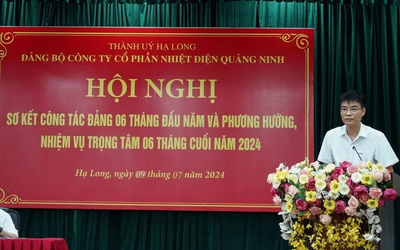 THÀNH UỶ HẠ LONG
ĐẢNG BỘ CÔNG TY CỔ PHẦN NHIỆT ĐIỆN QUẢNG NINH
HỘI NGHỊ
SƠ KẾT CÔNG TÁC ĐẢNG 06 THÁNG ĐẦU NĂM VÀ PHƯƠNG HƯỚNG,
NHIỆM VỤ TRỌNG TÂM 06 THÁNG CUỐI NĂM 2024
Hạ Long, ngày 09 tháng 07 năm 2024